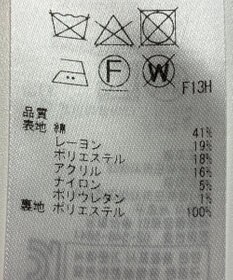 F W F13H
品質
表地 綿 41%
レーヨン 19%
ポリエステル 18%
アクリル 16%
ナイロン 5%
ポリウレタン 1%
裏地 ポリエステル 100%